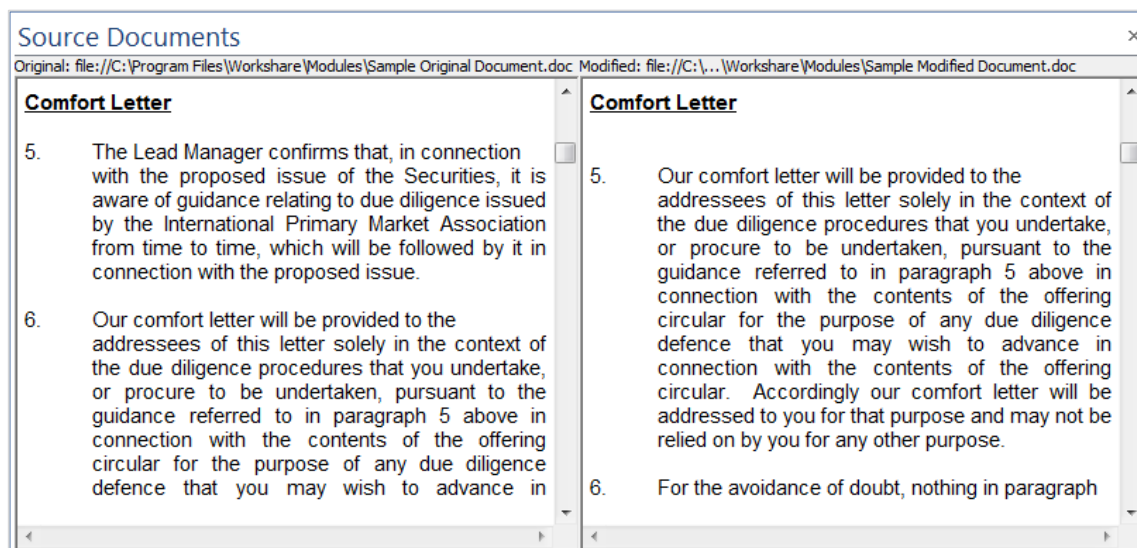 Source Documents
Original: file://C:\Program Files\Workshare\Modules\Sample Original Document.doc
Comfort Letter
5. The Lead Manager confirms that, in connection
with the proposed issue of the Securities, it is
aware of guidance relating to due diligence issued
by the International Primary Market Association
from time to time, which will be followed by it in
connection with the proposed issue.
6. Our comfort letter will be provided to the
addressees of this letter solely in the context of
the due diligence procedures that you undertake,
or procure to be undertaken, pursuant to the
guidance referred to in paragraph 5 above in
connection with the contents of the offering
circular for the purpose of any due diligence
defence that you may wish to advance in
Modified: file://C:\...\Workshare\Modules\Sample Modified Document.doc
Comfort Letter
5. Our comfort letter will be provided to the
addressees of this letter solely in the context of
the due diligence procedures that you undertake,
or procure to be undertaken, pursuant to the
guidance referred to in paragraph 5 above in
connection with the contents of the offering
circular for the purpose of any due diligence
defence that you may wish to advance in
connection with the contents of the offering
circular. Accordingly our comfort letter will be
addressed to you for that purpose and may not be
relied on by you for any other purpose.
6. For the avoidance of doubt, nothing in paragraph